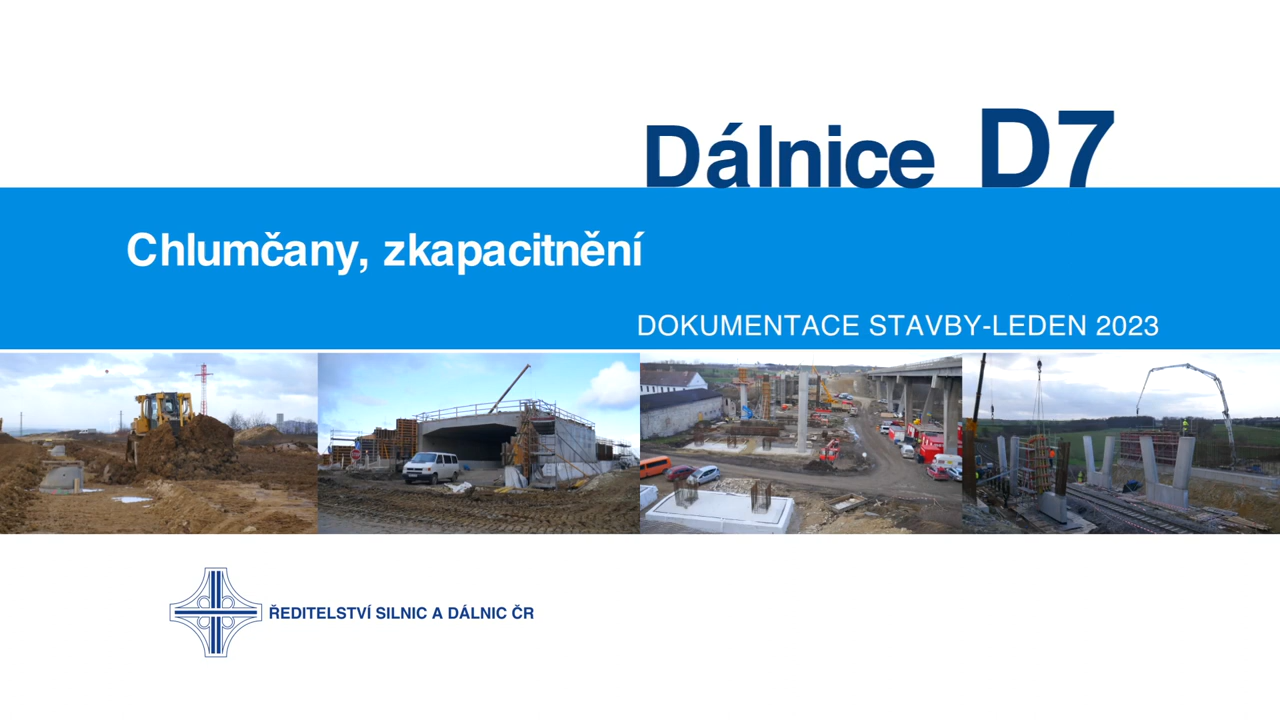 Dálnice D7
Chlumčany, zkapacitnění
DOKUMENTACE STAVBY-LEDEN 2023
ŘEDITELSTVÍ SILNIC A DÁLNIC ČR